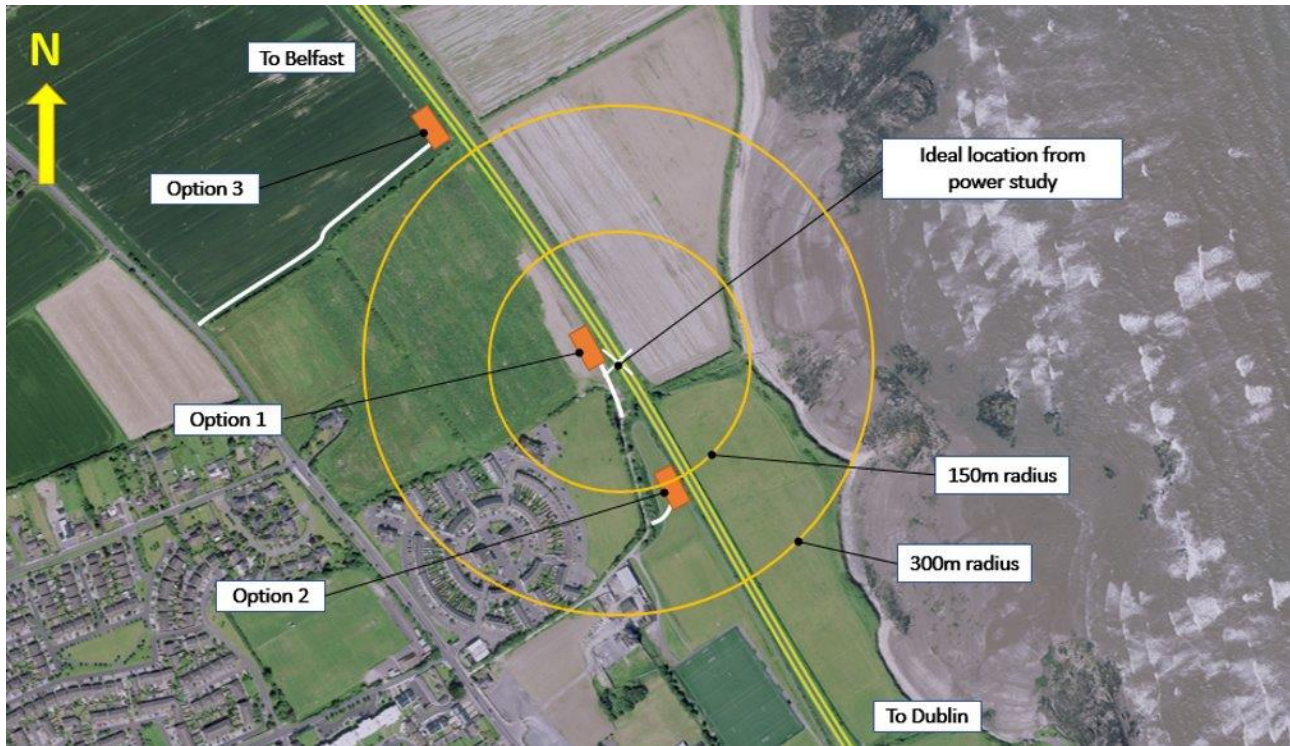 N
To Belfast
Option 3
Ideal location from
power study
Option 1
150m radius
300m radius
Option 2
To Dublin